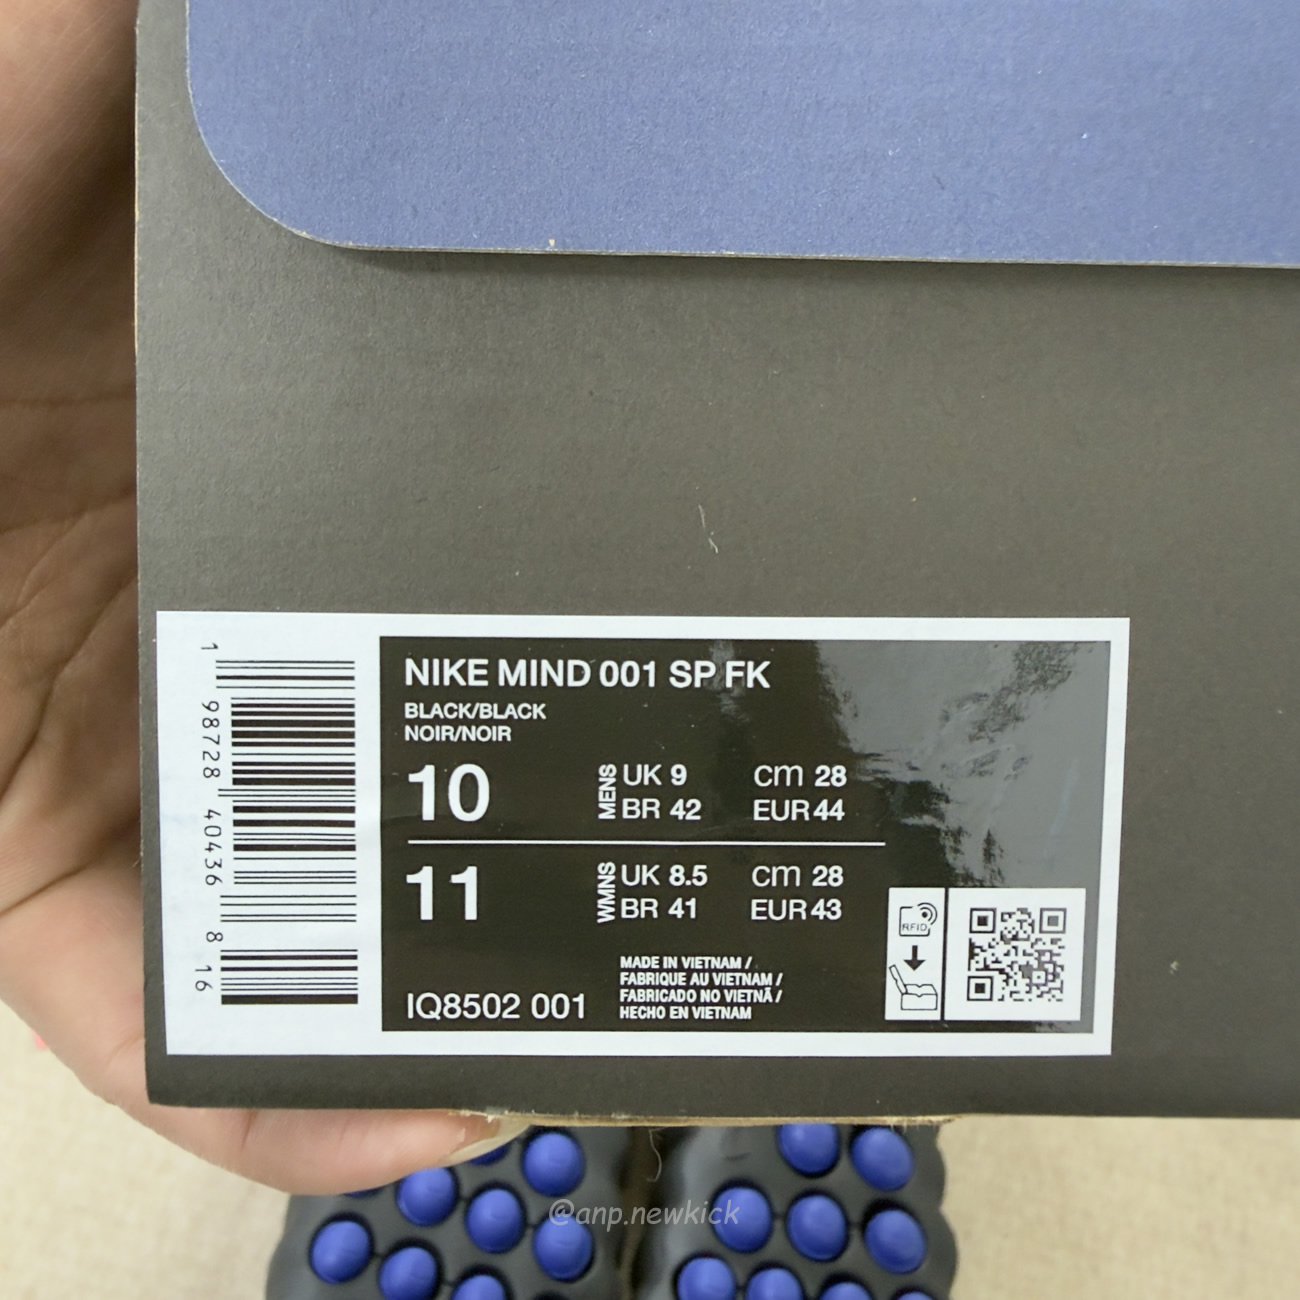 NIKE MIND 001 SP FK
BLACK/BLACK
NOIR/NOIR
10
MENS
UK 9 cm 28
BR 42 EUR 44
11
WMNS
UK 8.5 cm 28
BR 41 EUR 43
MADE IN VIETNAM /
FABRIQUE AU VIETNAM /
FABRICADO NO VIETNÃ /
HECHO EN VIETNAM
IQ8502 001
RFID
1 98728 40436 8 16
@anp.newkick